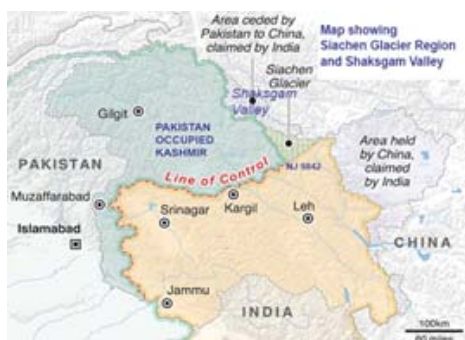 Area ceded by
Pakistan to China,
claimed by India
Map showing
Siachen Glacier Region
and Shaksgam Valley
Siachen
Glacier
Shaksgam
Valley
Gilgit
PAKISTAN
OCCUPIED
KASHMIR
Area held
by China,
claimed
by India
NJ 9842
Line of Control
PAKISTAN
Muzaffarabad
Srinagar
Kargil
Leh
Islamabad
CHINA
Jammu
INDIA
100km
60 miles